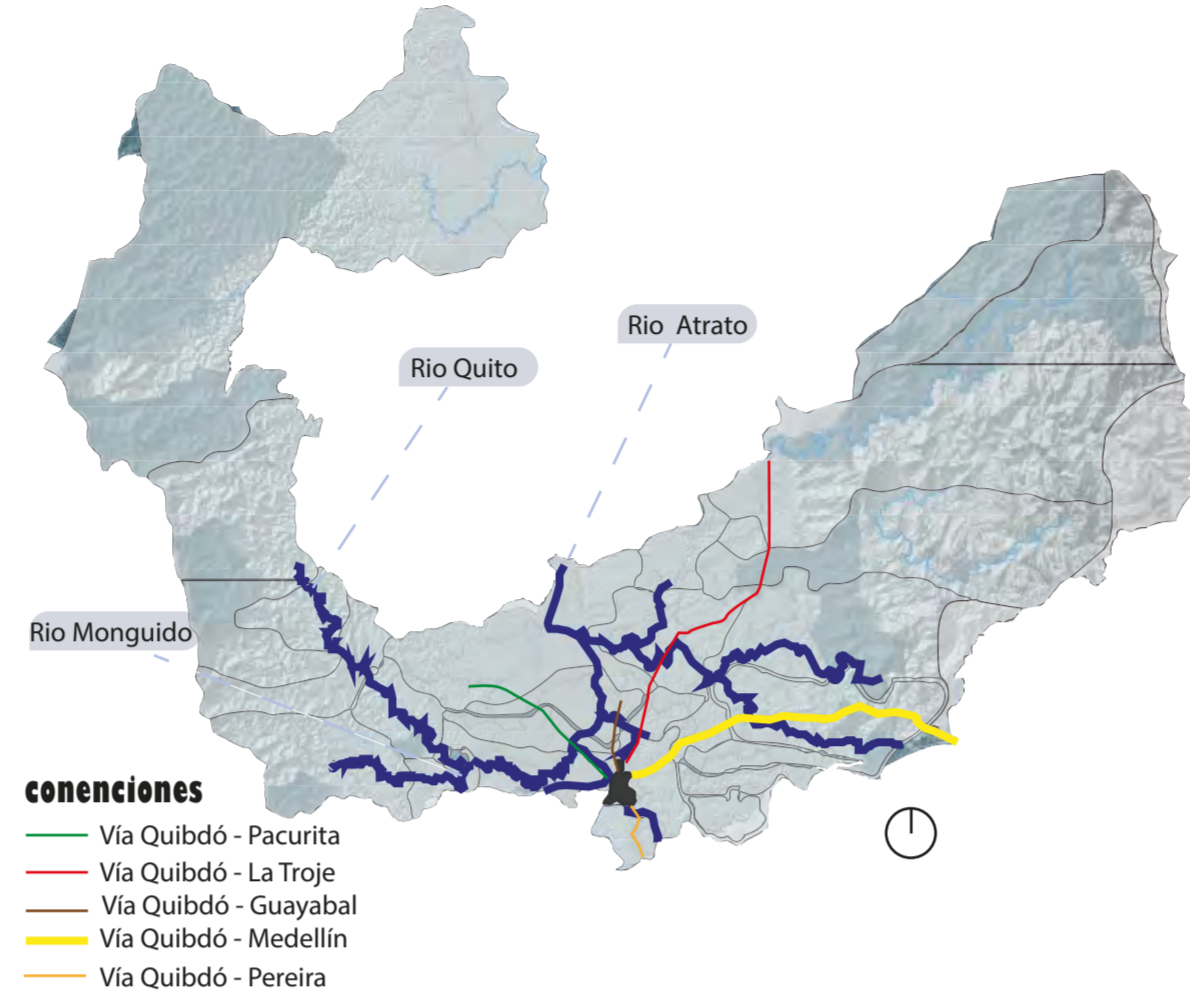 Rio Atrato
Rio Quito
Rio Monguido
conenciones
Vía Quibdó - Pacurita
Vía Quibdó - La Troje
Vía Quibdó - Guayabal
Vía Quibdó - Medellín
Vía Quibdó - Pereira